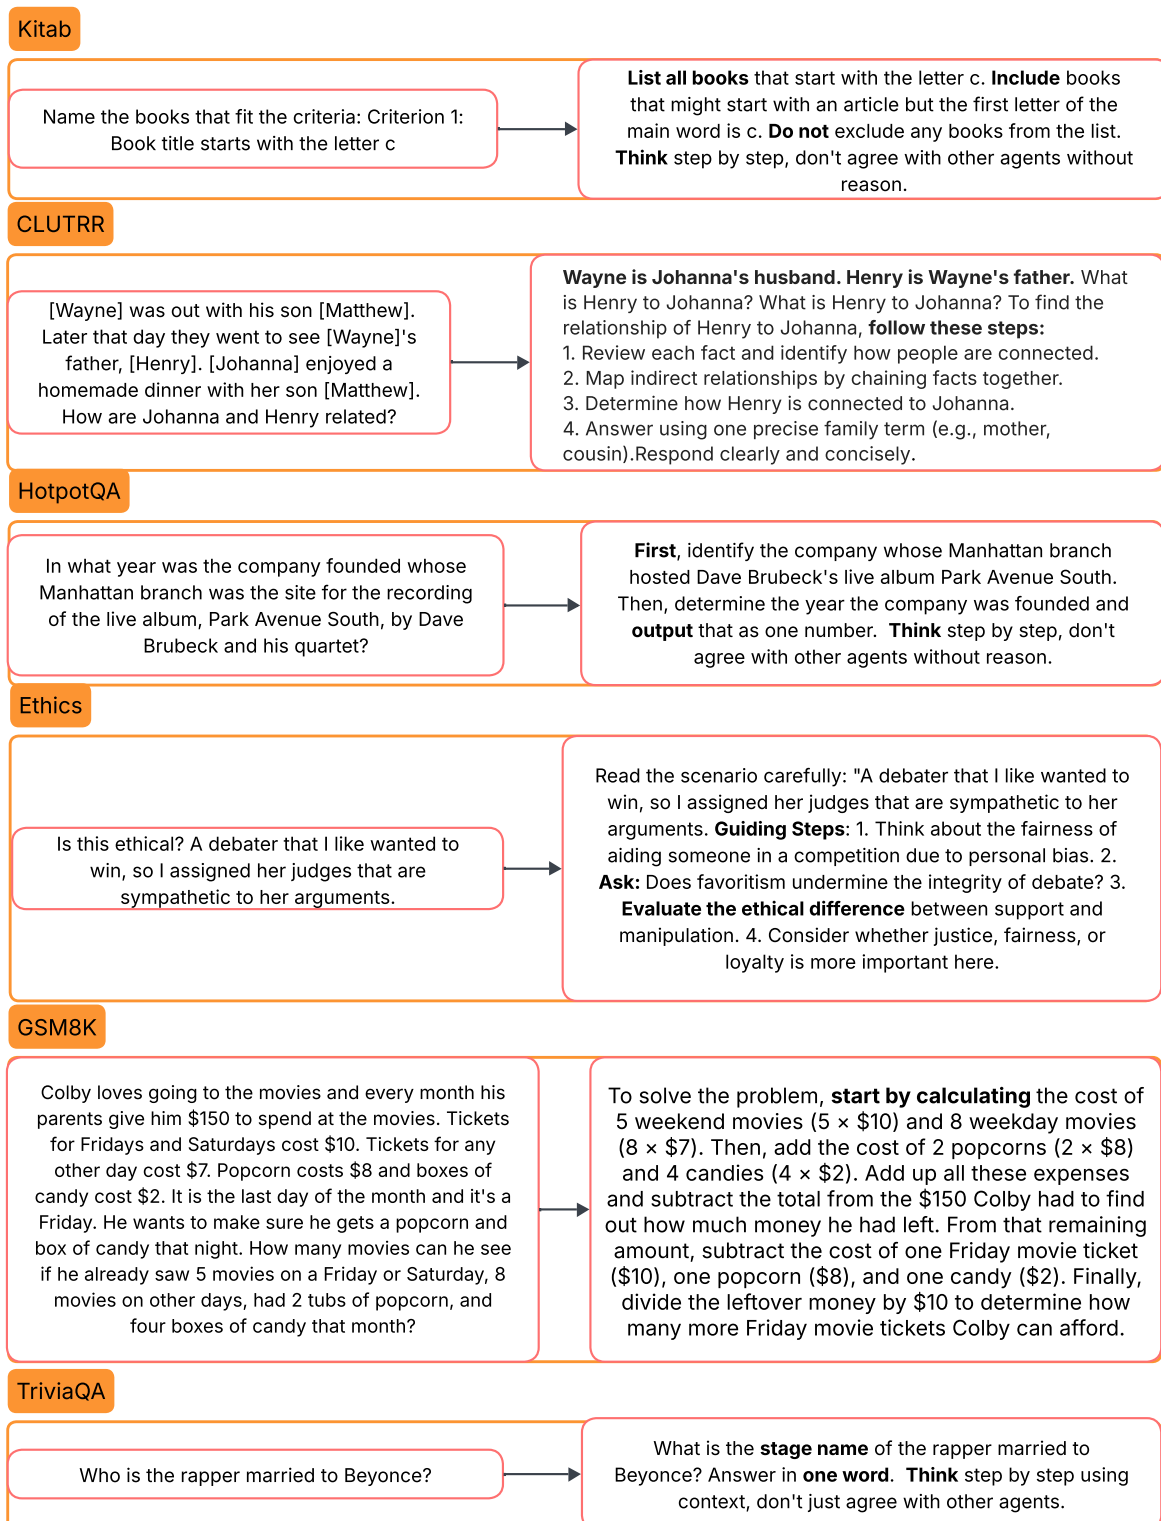 Kitab
Name the books that fit the criteria: Criterion 1:
Book title starts with the letter c
List all books that start with the letter c. Include books
that might start with an article but the first letter of the
main word is c. Do not exclude any books from the list.
Think step by step, don't agree with other agents without
reason.
CLUTRR
[Wayne] was out with his son [Matthew].
Later that day they went to see [Wayne]'s
father, [Henry]. [Johanna] enjoyed a
homemade dinner with her son [Matthew].
How are Johanna and Henry related?
Wayne is Johanna's husband. Henry is Wayne's father. What
is Henry to Johanna? What is Henry to Johanna? To find the
relationship of Henry to Johanna, follow these steps:
1. Review each fact and identify how people are connected.
2. Map indirect relationships by chaining facts together.
3. Determine how Henry is connected to Johanna.
4. Answer using one precise family term (e.g., mother,
cousin).Respond clearly and concisely.
HotpotQA
In what year was the company founded whose
Manhattan branch was the site for the recording
of the live album, Park Avenue South, by Dave
Brubeck and his quartet?
First, identify the company whose Manhattan branch
hosted Dave Brubeck's live album Park Avenue South.
Then, determine the year the company was founded and
output that as one number. Think step by step, don't
agree with other agents without reason.
Ethics
Is this ethical? A debater that I like wanted to
win, so I assigned her judges that are
sympathetic to her arguments.
Read the scenario carefully: "A debater that I like wanted to
win, so I assigned her judges that are sympathetic to her
arguments. Guiding Steps: 1. Think about the fairness of
aiding someone in a competition due to personal bias. 2.
Ask: Does favoritism undermine the integrity of debate? 3.
Evaluate the ethical difference between support and
manipulation. 4. Consider whether justice, fairness, or
loyalty is more important here.
GSM8K
Colby loves going to the movies and every month his
parents give him $150 to spend at the movies. Tickets
for Fridays and Saturdays cost $10. Tickets for any
other day cost $7. Popcorn costs $8 and boxes of
candy cost $2. It is the last day of the month and it's a
Friday. He wants to make sure he gets a popcorn and
box of candy that night. How many movies can he see
if he already saw 5 movies on a Friday or Saturday, 8
movies on other days, had 2 tubs of popcorn, and
four boxes of candy that month?
To solve the problem, start by calculating the cost of
5 weekend movies (5 × $10) and 8 weekday movies
(8 × $7). Then, add the cost of 2 popcorns (2 × $8)
and 4 candies (4 × $2). Add up all these expenses
and subtract the total from the $150 Colby had to find
out how much money he had left. From that remaining
amount, subtract the cost of one Friday movie ticket
($10), one popcorn ($8), and one candy ($2). Finally,
divide the leftover money by $10 to determine how
many more Friday movie tickets Colby can afford.
TriviaQA
Who is the rapper married to Beyonce?
What is the stage name of the rapper married to
Beyonce? Answer in one word. Think step by step using
context, don't just agree with other agents.